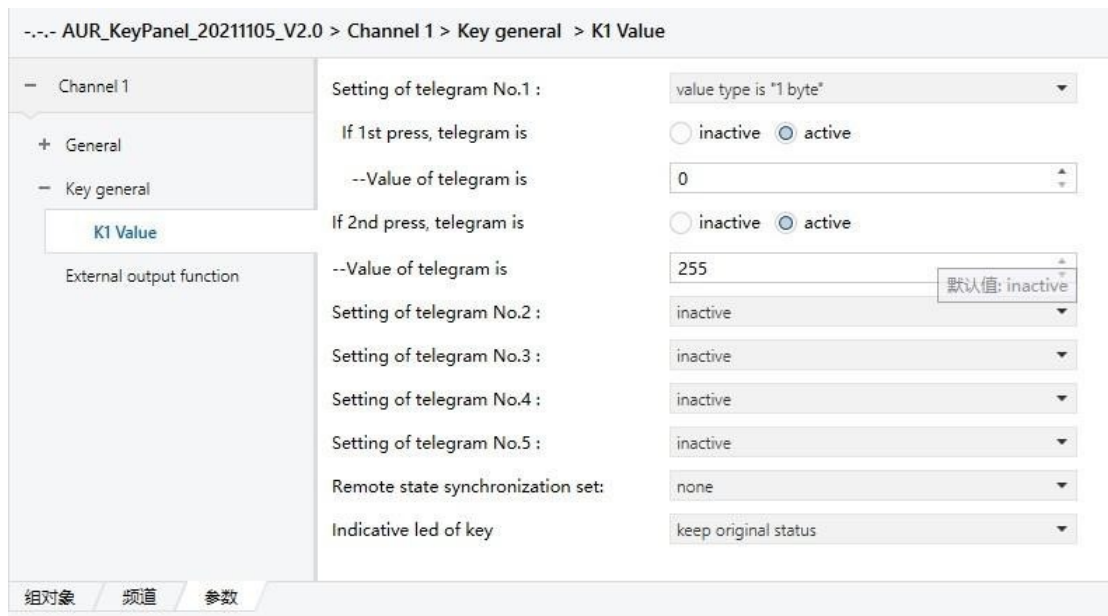 -.-.- AUR_KeyPanel_20211105_V2.0 > Channel 1 > Key general > K1 Value
Channel 1
General
Key general
K1 Value
External output function
Setting of telegram No.1 : value type is "1 byte"
If 1st press, telegram is inactive active
--Value of telegram is 0
If 2nd press, telegram is inactive active
--Value of telegram is 255
默认值: inactive
Setting of telegram No.2 : inactive
Setting of telegram No.3 : inactive
Setting of telegram No.4 : inactive
Setting of telegram No.5 : inactive
Remote state synchronization set: none
Indicative led of key keep original status
组对象 频道 参数